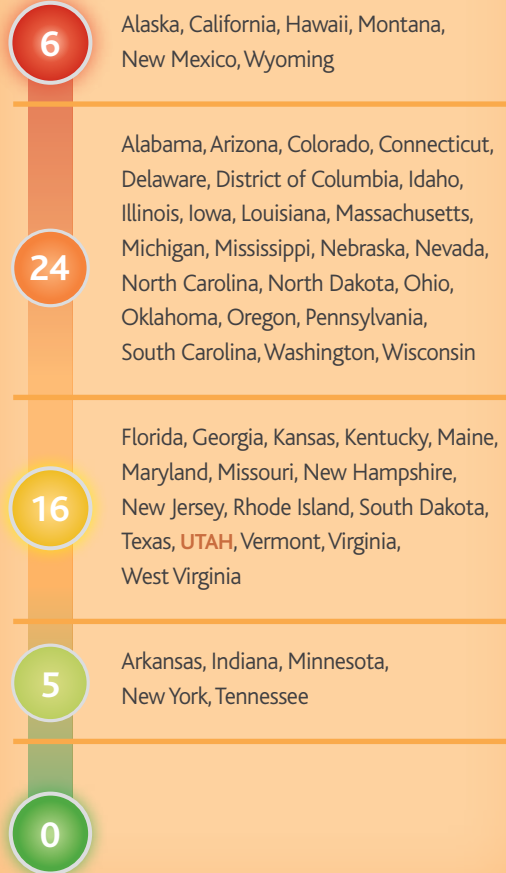 6
Alaska, California, Hawaii, Montana,
New Mexico, Wyoming
24
Alabama, Arizona, Colorado, Connecticut,
Delaware, District of Columbia, Idaho,
Illinois, Iowa, Louisiana, Massachusetts,
Michigan, Mississippi, Nebraska, Nevada,
North Carolina, North Dakota, Ohio,
Oklahoma, Oregon, Pennsylvania,
South Carolina, Washington, Wisconsin
16
Florida, Georgia, Kansas, Kentucky, Maine,
Maryland, Missouri, New Hampshire,
New Jersey, Rhode Island, South Dakota,
Texas, UTAH, Vermont, Virginia,
West Virginia
5
Arkansas, Indiana, Minnesota,
New York, Tennessee
0